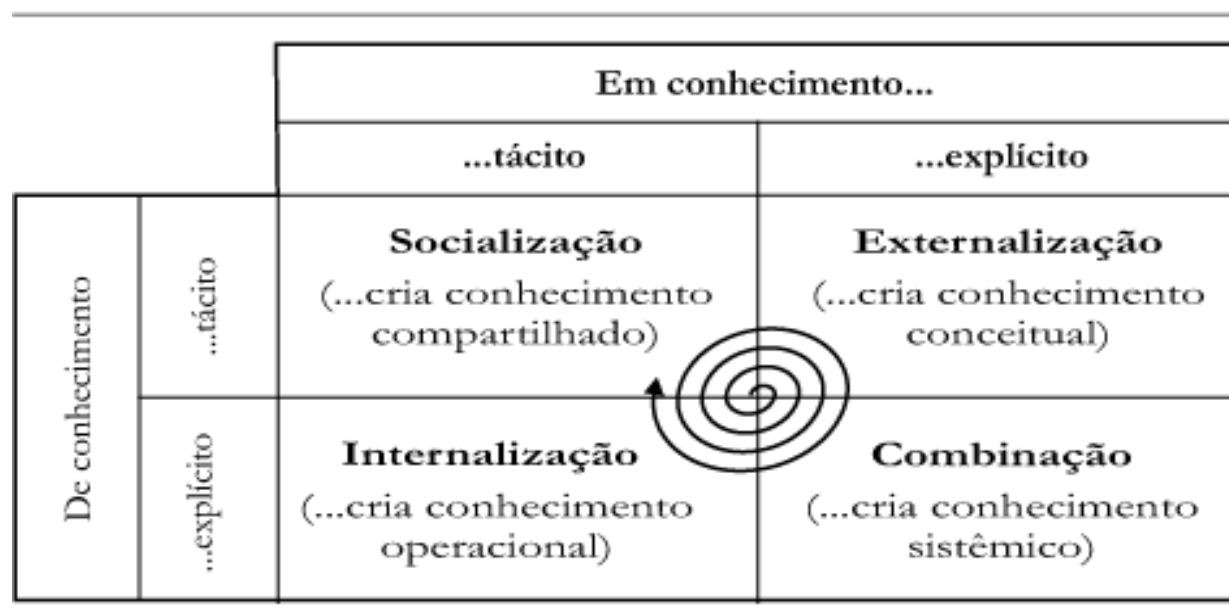 Em conhecimento...
...tácito
...explícito
De conhecimento
...tácito
Socialização
(...cria conhecimento
compartilhado)
Externalização
(...cria conhecimento
conceitual)
...explícito
Internalização
(...cria conhecimento
operacional)
Combinação
(...cria conhecimento
sistêmico)